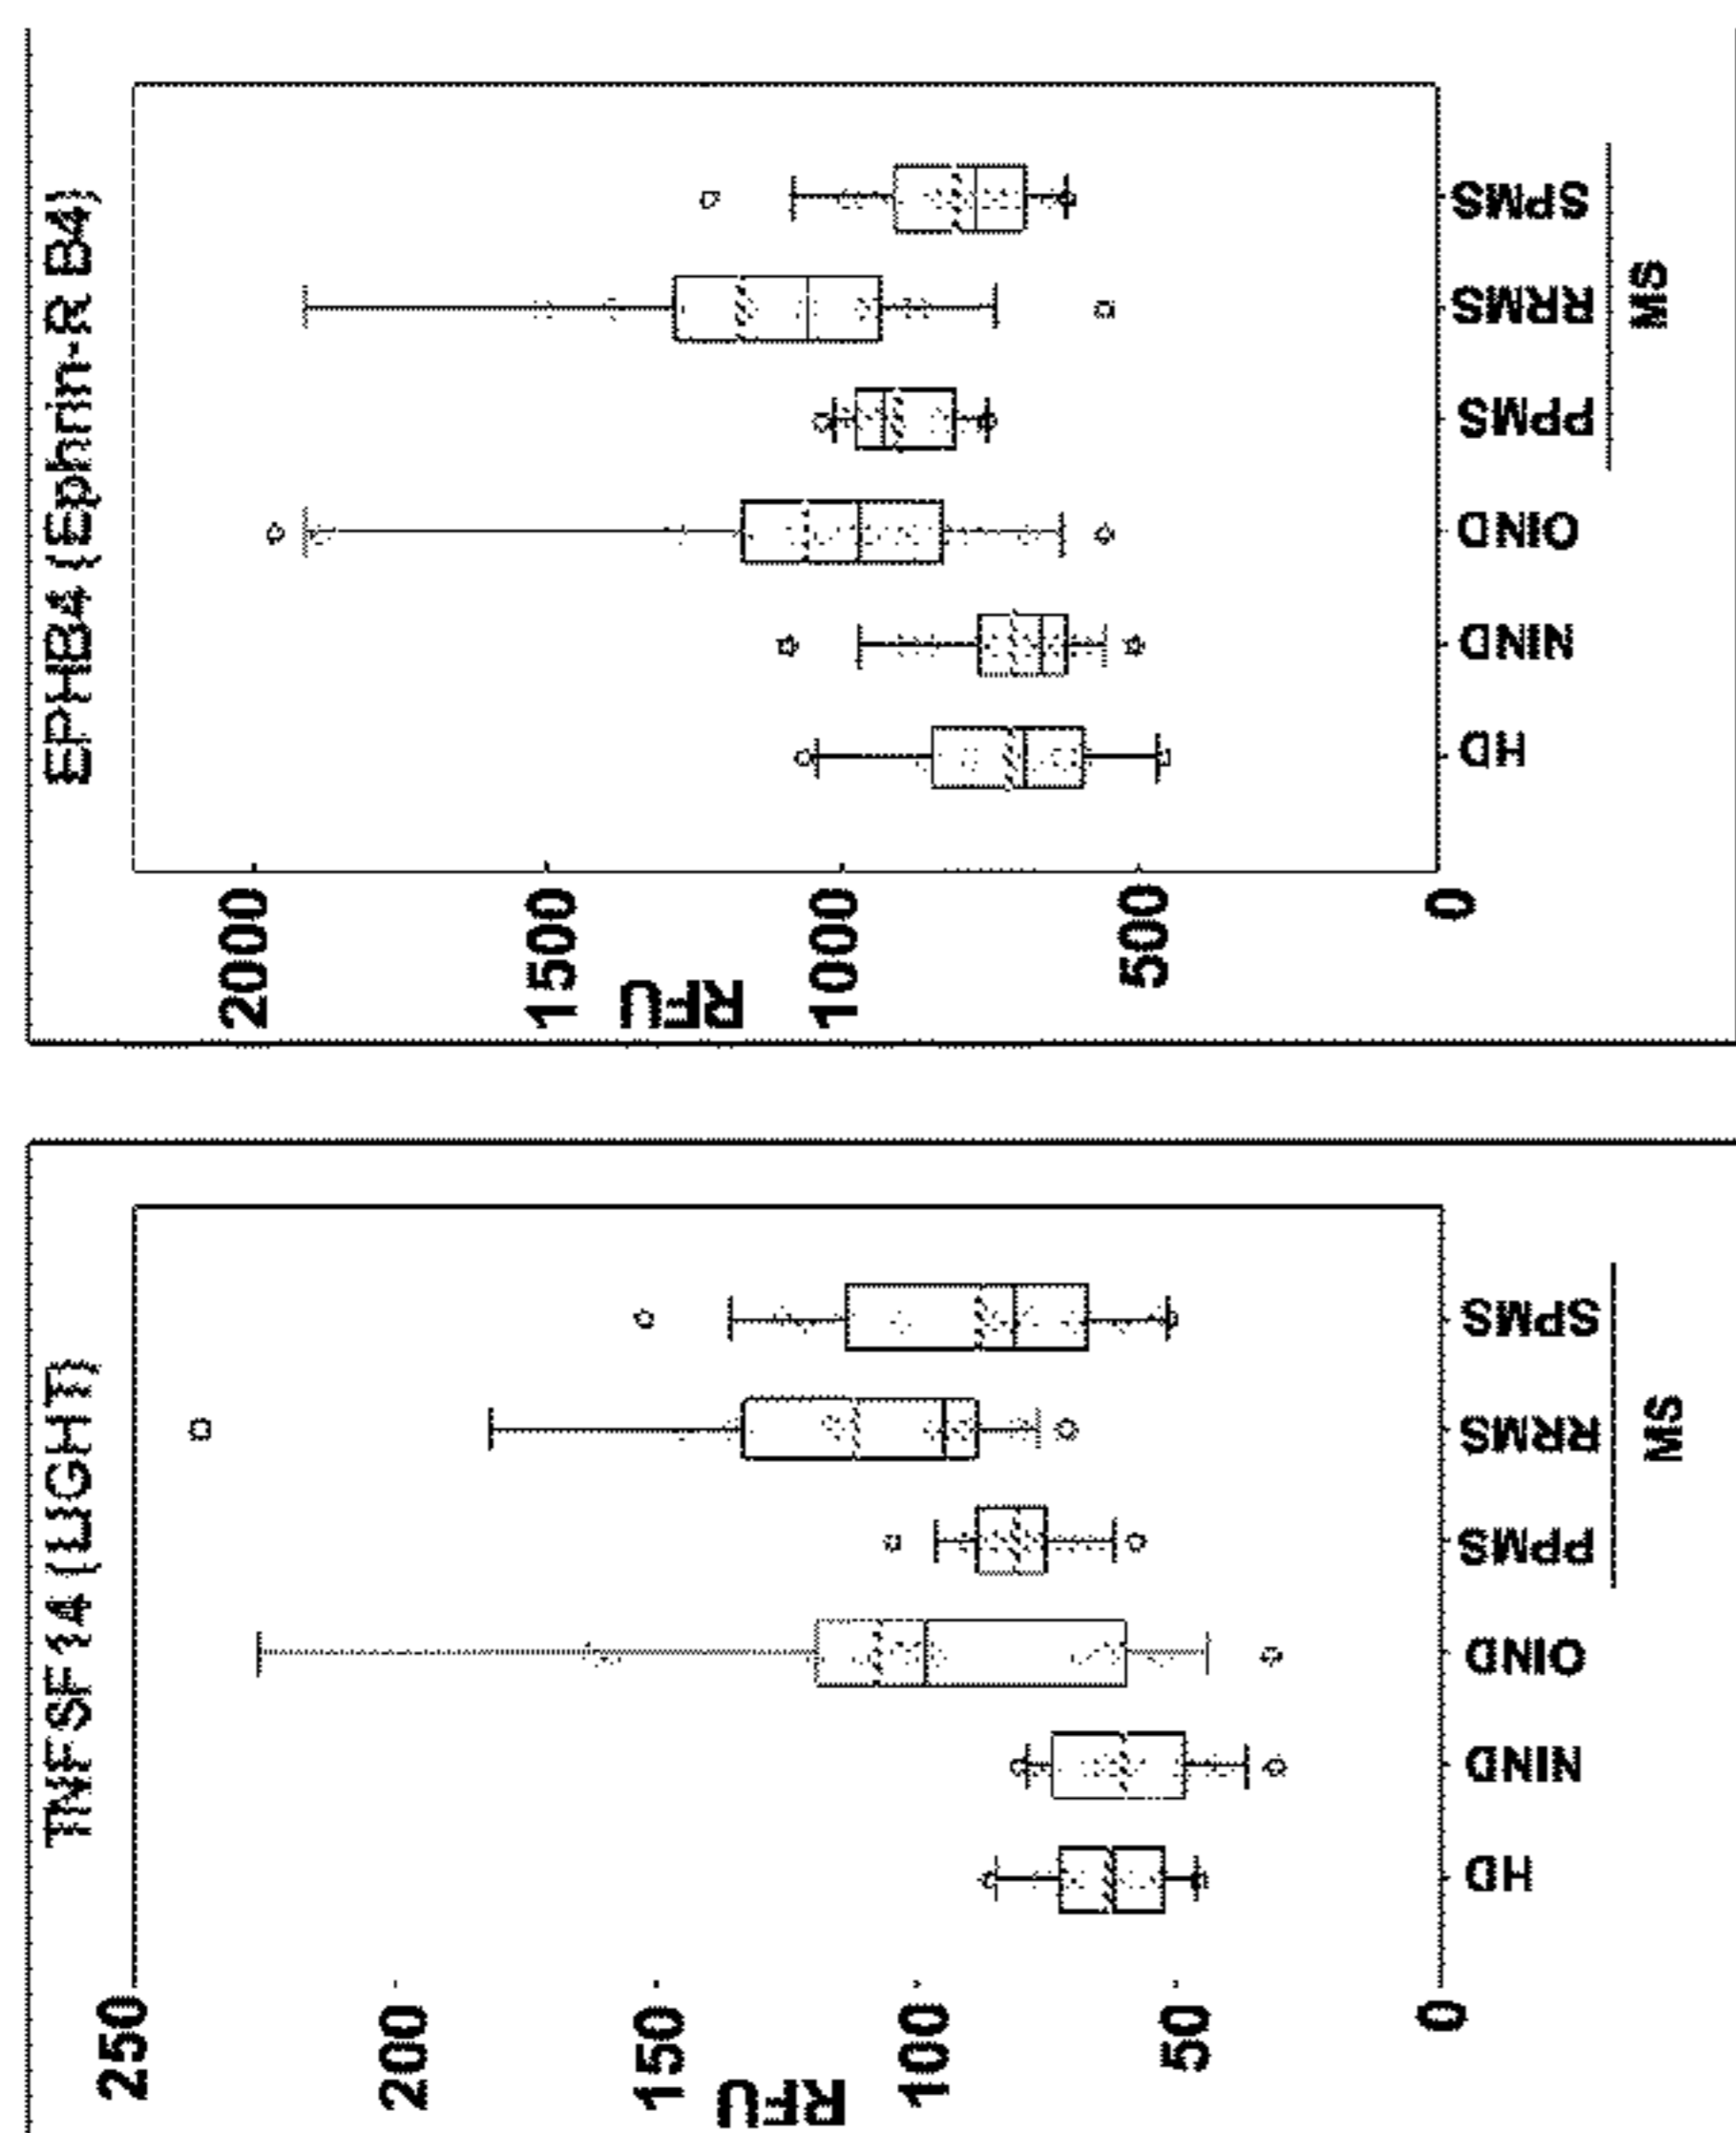 TNFSF14 (LIGHT)
250
200
150
100
50
0
RFU
HD
NIND
OIND
PPMS
RRMS
SPMS
MS
EPHB4 (Ephrin-R B4)
2000
1500
1000
500
0
RFU
HD
NIND
OIND
PPMS
RRMS
SPMS
MS